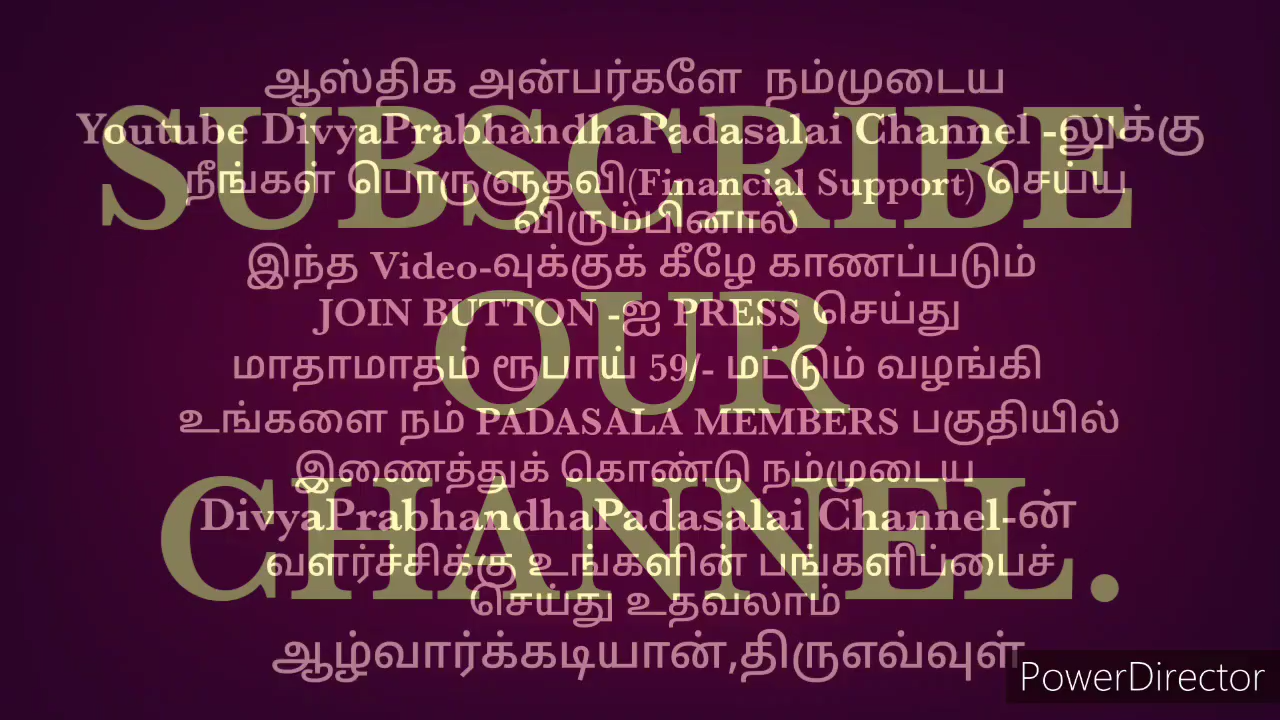 ஆஸ்திக அன்பர்களே நம்முடைய
Youtube DivyaPrabhandhaPadasalai Channel -லுக்கு
நீங்கள் பொருளுதவி(Financial Support) செய்ய
விரும்பினால்
இந்த Video-வுக்குக் கீழே காணப்படும்
JOIN BUTTON -ஐ PRESS செய்து
மாதாமாதம் ரூபாய் 59/- மட்டும் வழங்கி
உங்களை நம் PADASALA MEMBERS பகுதியில்
இணைத்துக் கொண்டு நம்முடைய
DivyaPrabhandhaPadasalai Channel-ன்
வளர்ச்சிக்கு உங்களின் பங்களிப்பைச்
செய்து உதவலாம்
ஆழ்வார்க்கடியான்,திருஎவ்வுள்
SUBSCRIBE
OUR
CHANNEL.
PowerDirector